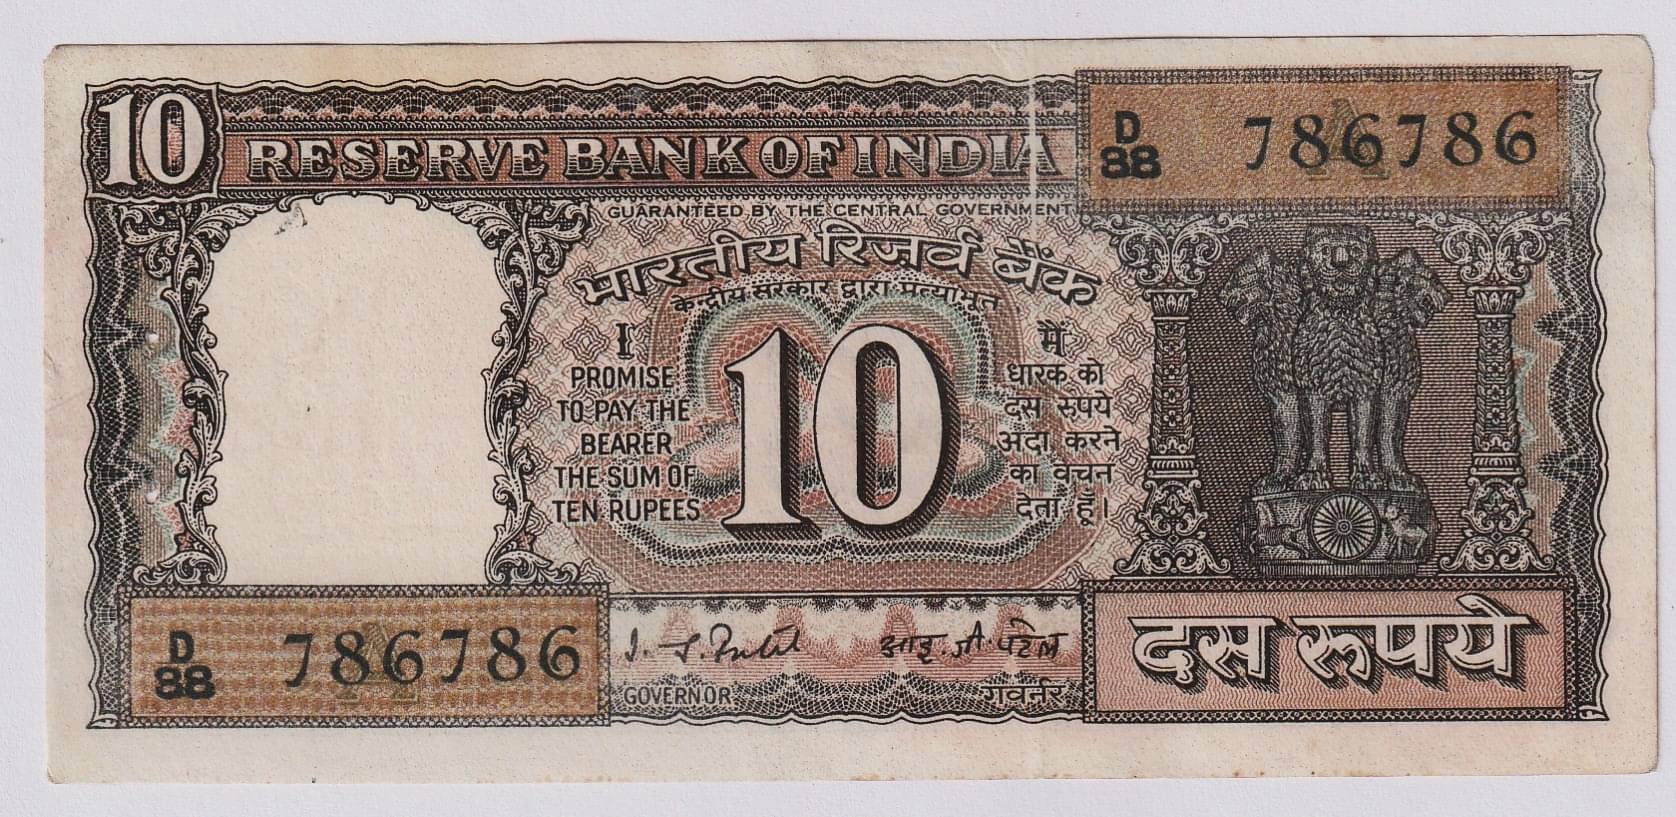 10
RESERVE BANK OF INDIA
D
88 786786
A
GUARANTEED BY THE CENTRAL GOVERNMENT
भारतीय रिज़र्व बैंक
केन्द्रीय सरकार द्वारा प्रत्याभूत
I
PROMISE
TO PAY THE
BEARER
THE SUM OF
TEN RUPEES
10
मैं
धारक को
दस रुपये
अदा करने
का वचन
देता हूँ।
D
88 786786
A
I. G. Patel
आइ. जी. पटेल
GOVERNOR
गवर्नर
दस रूपये